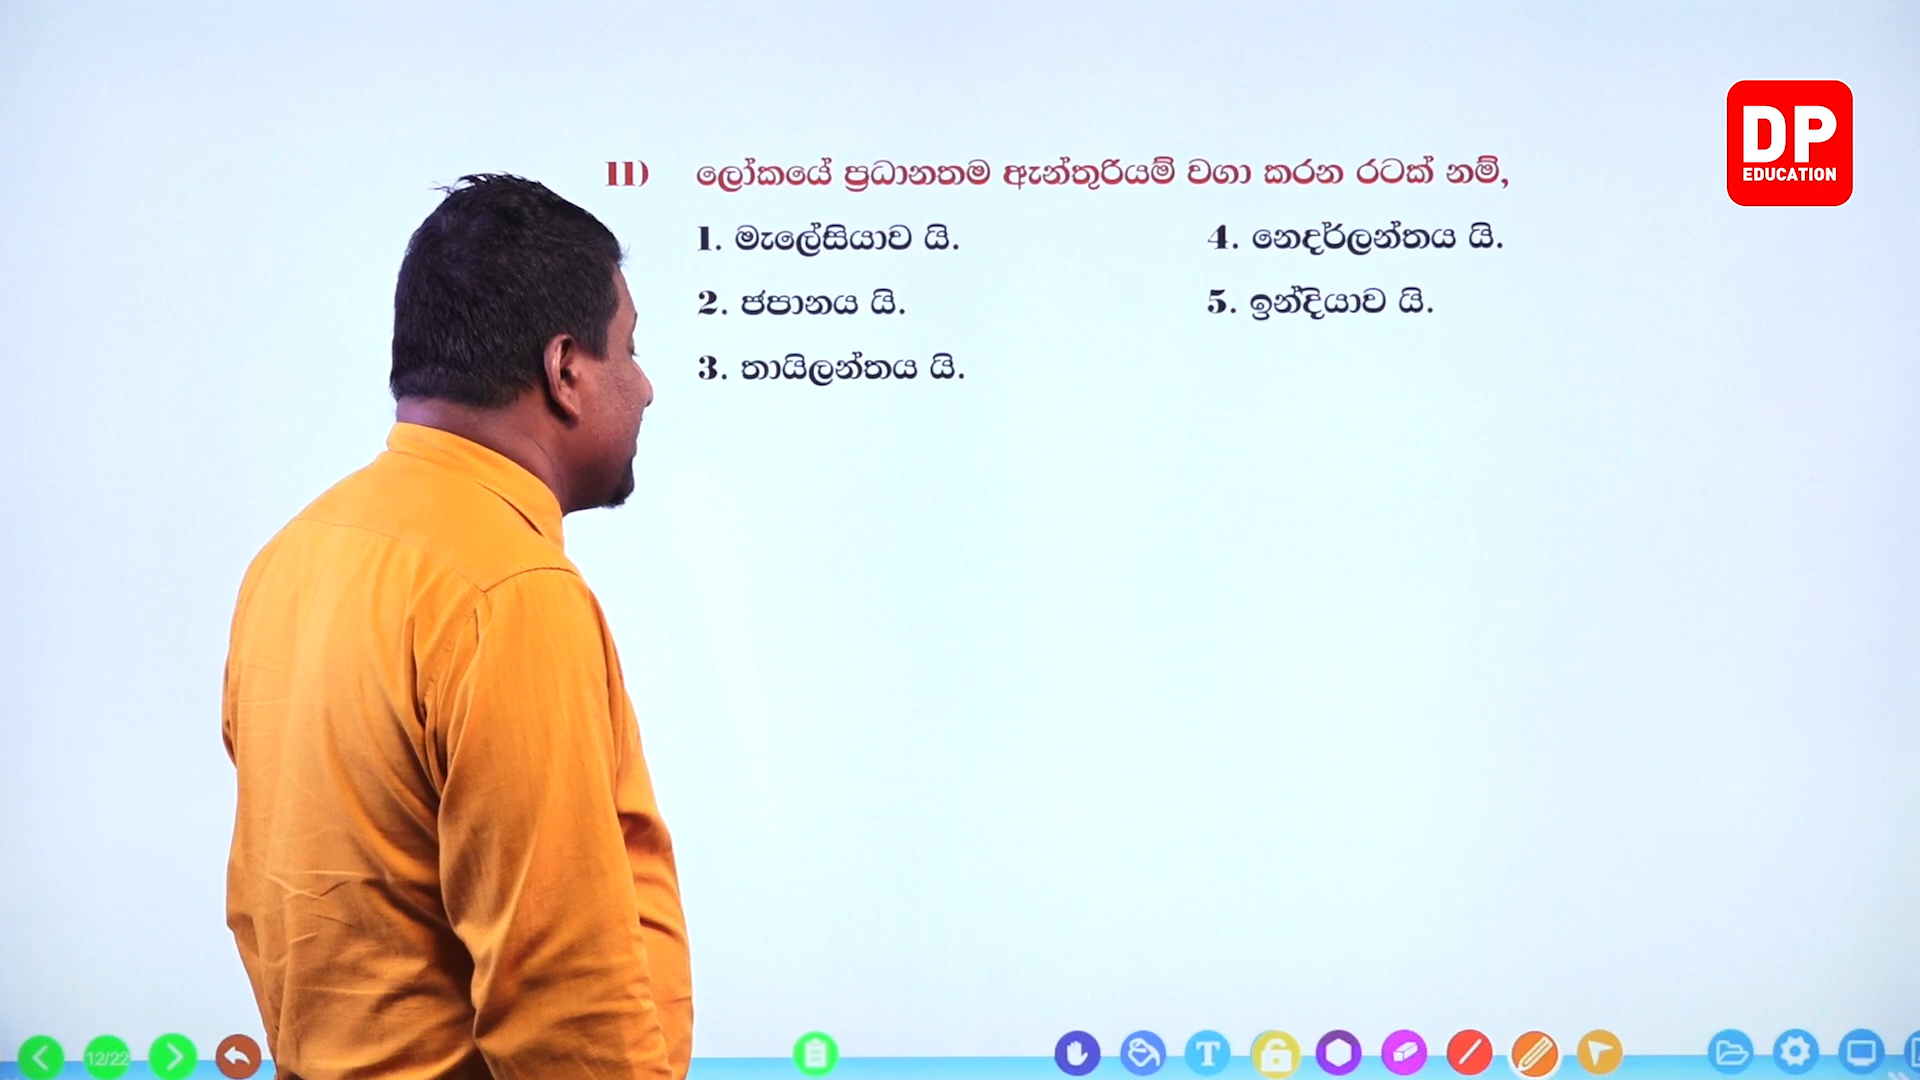 DP
EDUCATION
11) ලෝකයේ ප්‍රධානතම ඇන්තූරියම් වගා කරන රටක් නම්,
1. මැලේසියාව යි.
2. ජපානය යි.
3. තායිලන්තය යි.
4. නෙදර්ලන්තය යි.
5. ඉන්දියාව යි.
12/22
T